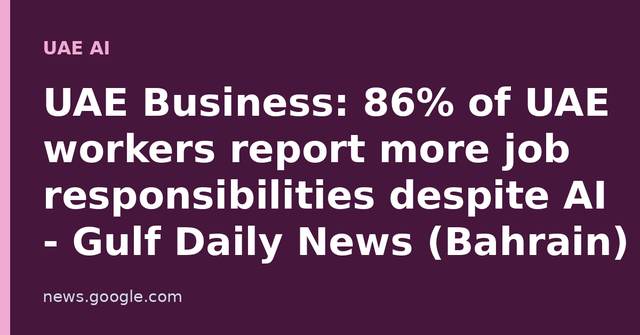 UAE AI
UAE Business: 86% of UAE
workers report more job
responsibilities despite AI
- Gulf Daily News (Bahrain)
news.google.com